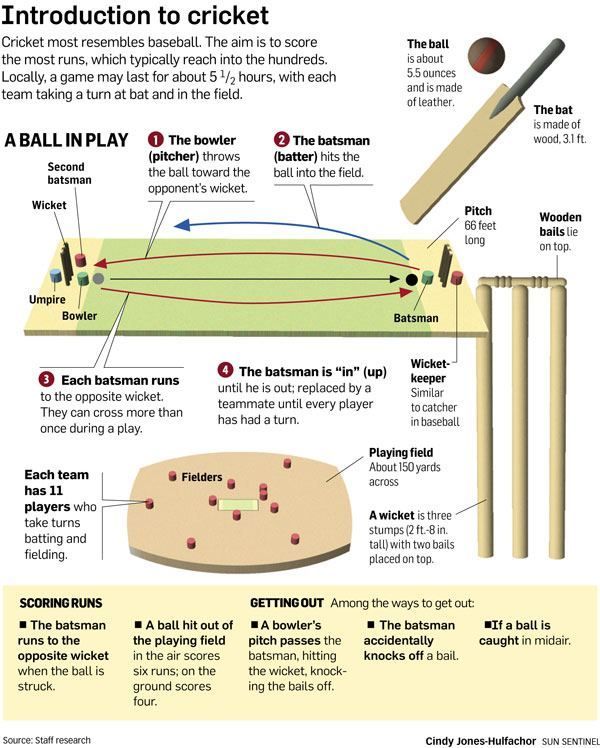 Introduction to cricket
Cricket most resembles baseball. The aim is to score
the most runs, which typically reach into the hundreds.
Locally, a game may last for about 5 1/2 hours, with each
team taking a turn at bat and in the field.
The ball
is about
5.5 ounces
and is made
of leather.
The bat
is made of
wood, 3.1 ft.
A BALL IN PLAY
1 The bowler
(pitcher) throws
the ball toward the
opponent's wicket.
2 The batsman
(batter) hits the
ball into the field.
Second
batsman
Wicket
Umpire
Bowler
Pitch
66 feet
long
Wooden
bails lie
on top.
Batsman
Wicket-
keeper
Similar
to catcher
in baseball
3 Each batsman runs
to the opposite wicket.
They can cross more than
once during a play.
4 The batsman is "in" (up)
until he is out; replaced by a
teammate until every player
has had a turn.
Each team
has 11
players who
take turns
batting and
fielding.
Fielders
Playing field
About 150 yards
across
A wicket is three
stumps (2 ft.-8 in.
tall) with two bails
placed on top.
SCORING RUNS
■ The batsman
runs to the
opposite wicket
when the ball is
struck.
■ A ball hit out of
the playing field
in the air scores
six runs; on the
ground scores
four.
GETTING OUT Among the ways to get out:
■ A bowler's
pitch passes the
batsman, hitting
the wicket, knock-
ing the bails off.
■ The batsman
accidentally
knocks off a bail.
■If a ball is
caught in midair.
Source: Staff research
Cindy Jones-Hulfachor SUN SENTINEL